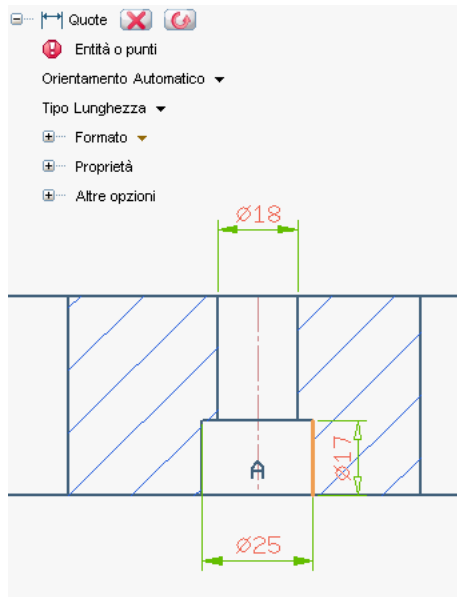 Quote
Entità o punti
Orientamento Automatico
Tipo Lunghezza
Formato
Proprietà
Altre opzioni
Ø18
Ø17
A
Ø25